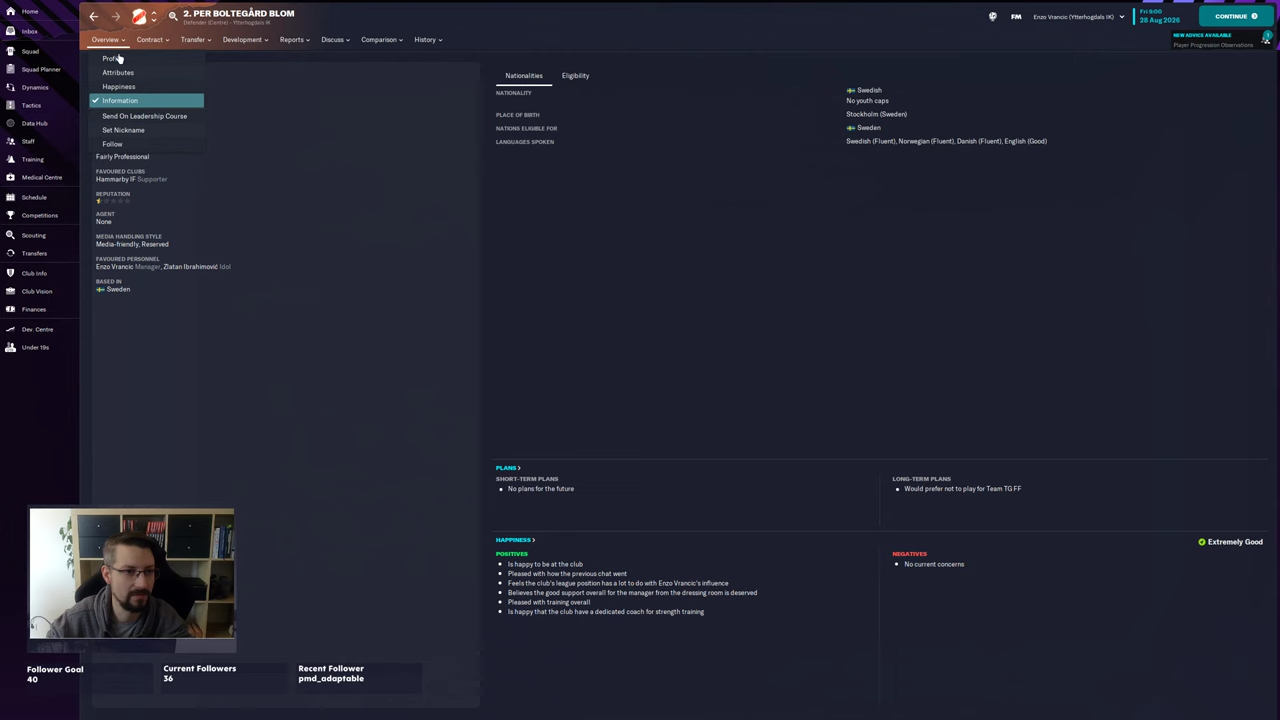 Home
Inbox
Squad
Squad Planner
Dynamics
Tactics
Data Hub
Staff
Training
Medical Centre
Schedule
Competitions
Scouting
Transfers
Club Info
Club Vision
Finances
Dev. Centre
Under 19s
2. PER BOLTEGÅRD BLOM
Defender (Centre) - Ytterhogdals IK
FM
Enzo Vrancic (Ytterhogdals IK)
Fri 9:00
28 Aug 2026
CONTINUE
Overview
Contract
Transfer
Development
Reports
Discuss
Comparison
History
NEW ADVICE AVAILABLE
Player Progression Observations
1
Attributes
Happiness
Information
Send On Leadership Course
Set Nickname
Follow
Fairly Professional
FAVOURED CLUBS
Hammarby IF Supporter
REPUTATION
AGENT
None
MEDIA HANDLING STYLE
Media-friendly, Reserved
FAVOURED PERSONNEL
Enzo Vrancic Manager, Zlatan Ibrahimović Idol
BASED IN
Sweden
Nationalities
Eligibility
NATIONALITY
Swedish
No youth caps
PLACE OF BIRTH
Stockholm (Sweden)
NATIONS ELIGIBLE FOR
Sweden
LANGUAGES SPOKEN
Swedish (Fluent), Norwegian (Fluent), Danish (Fluent), English (Good)
PLANS
SHORT-TERM PLANS
No plans for the future
LONG-TERM PLANS
Would prefer not to play for Team TG FF
HAPPINESS
Extremely Good
POSITIVES
Is happy to be at the club
Pleased with how the previous chat went
Feels the club's league position has a lot to do with Enzo Vrancic's influence
Believes the good support overall for the manager from the dressing room is deserved
Pleased with training overall
Is happy that the club have a dedicated coach for strength training
NEGATIVES
No current concerns
Follower Goal
40
Current Followers
36
Recent Follower
pmd_adaptable